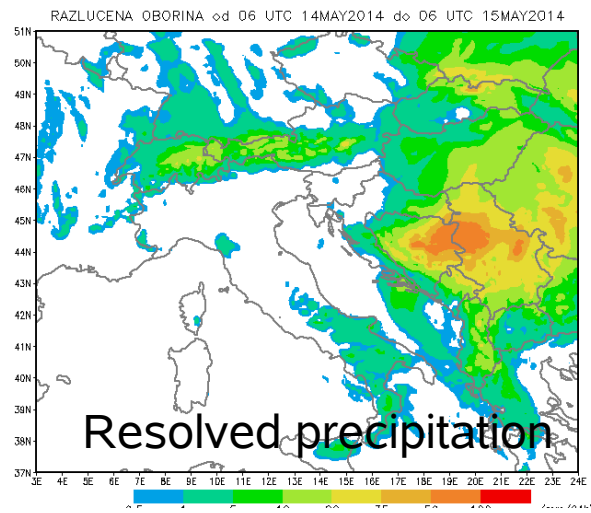 RAZLUCENA OBORINA od 06 UTC 14MAY2014 do 06 UTC 15MAY2014
51N
50N
49N
48N
47N
46N
45N
44N
43N
42N
41N
40N
39N
38N
37N
Resolved precipitation
3E 4E 5E 6E 7E 8E 9E 10E 11E 12E 13E 14E 15E 16E 17E 18E 19E 20E 21E 22E 23E 24E